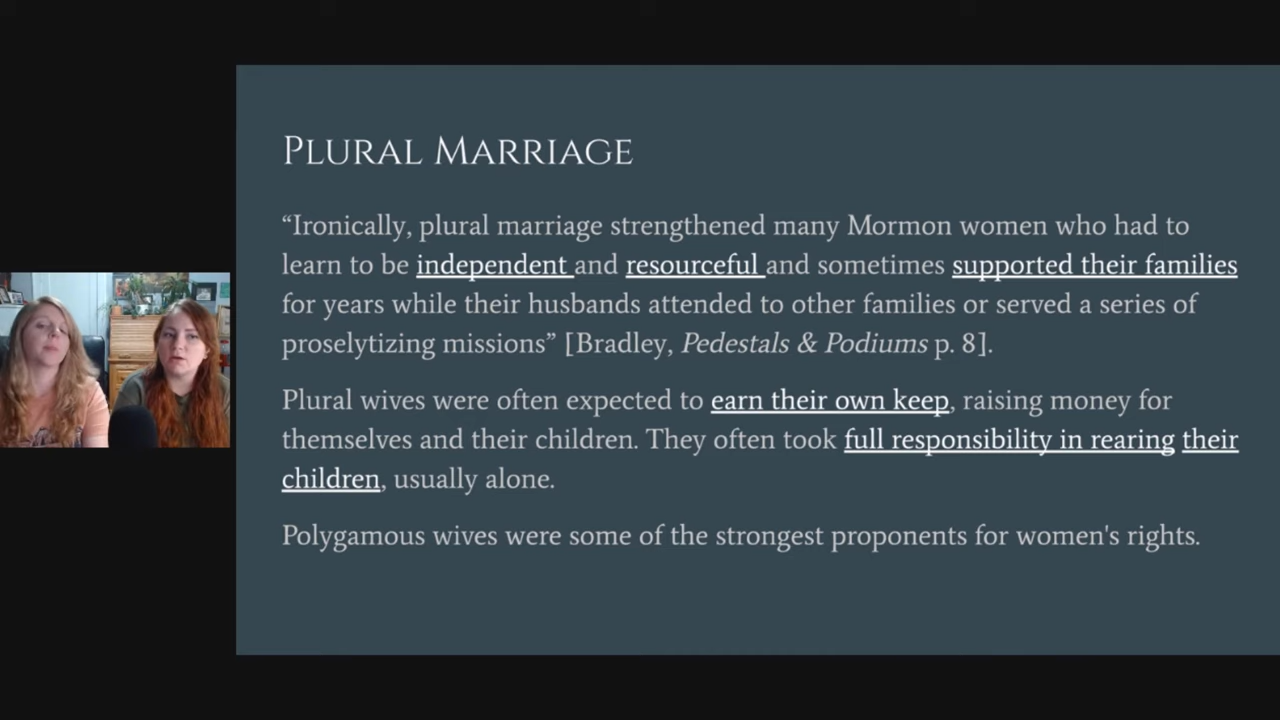 PLURAL MARRIAGE
“Ironically, plural marriage strengthened many Mormon women who had to
learn to be independent and resourceful and sometimes supported their families
for years while their husbands attended to other families or served a series of
proselytizing missions” [Bradley, Pedestals & Podiums p. 8].
Plural wives were often expected to earn their own keep, raising money for
themselves and their children. They often took full responsibility in rearing their
children, usually alone.
Polygamous wives were some of the strongest proponents for women's rights.